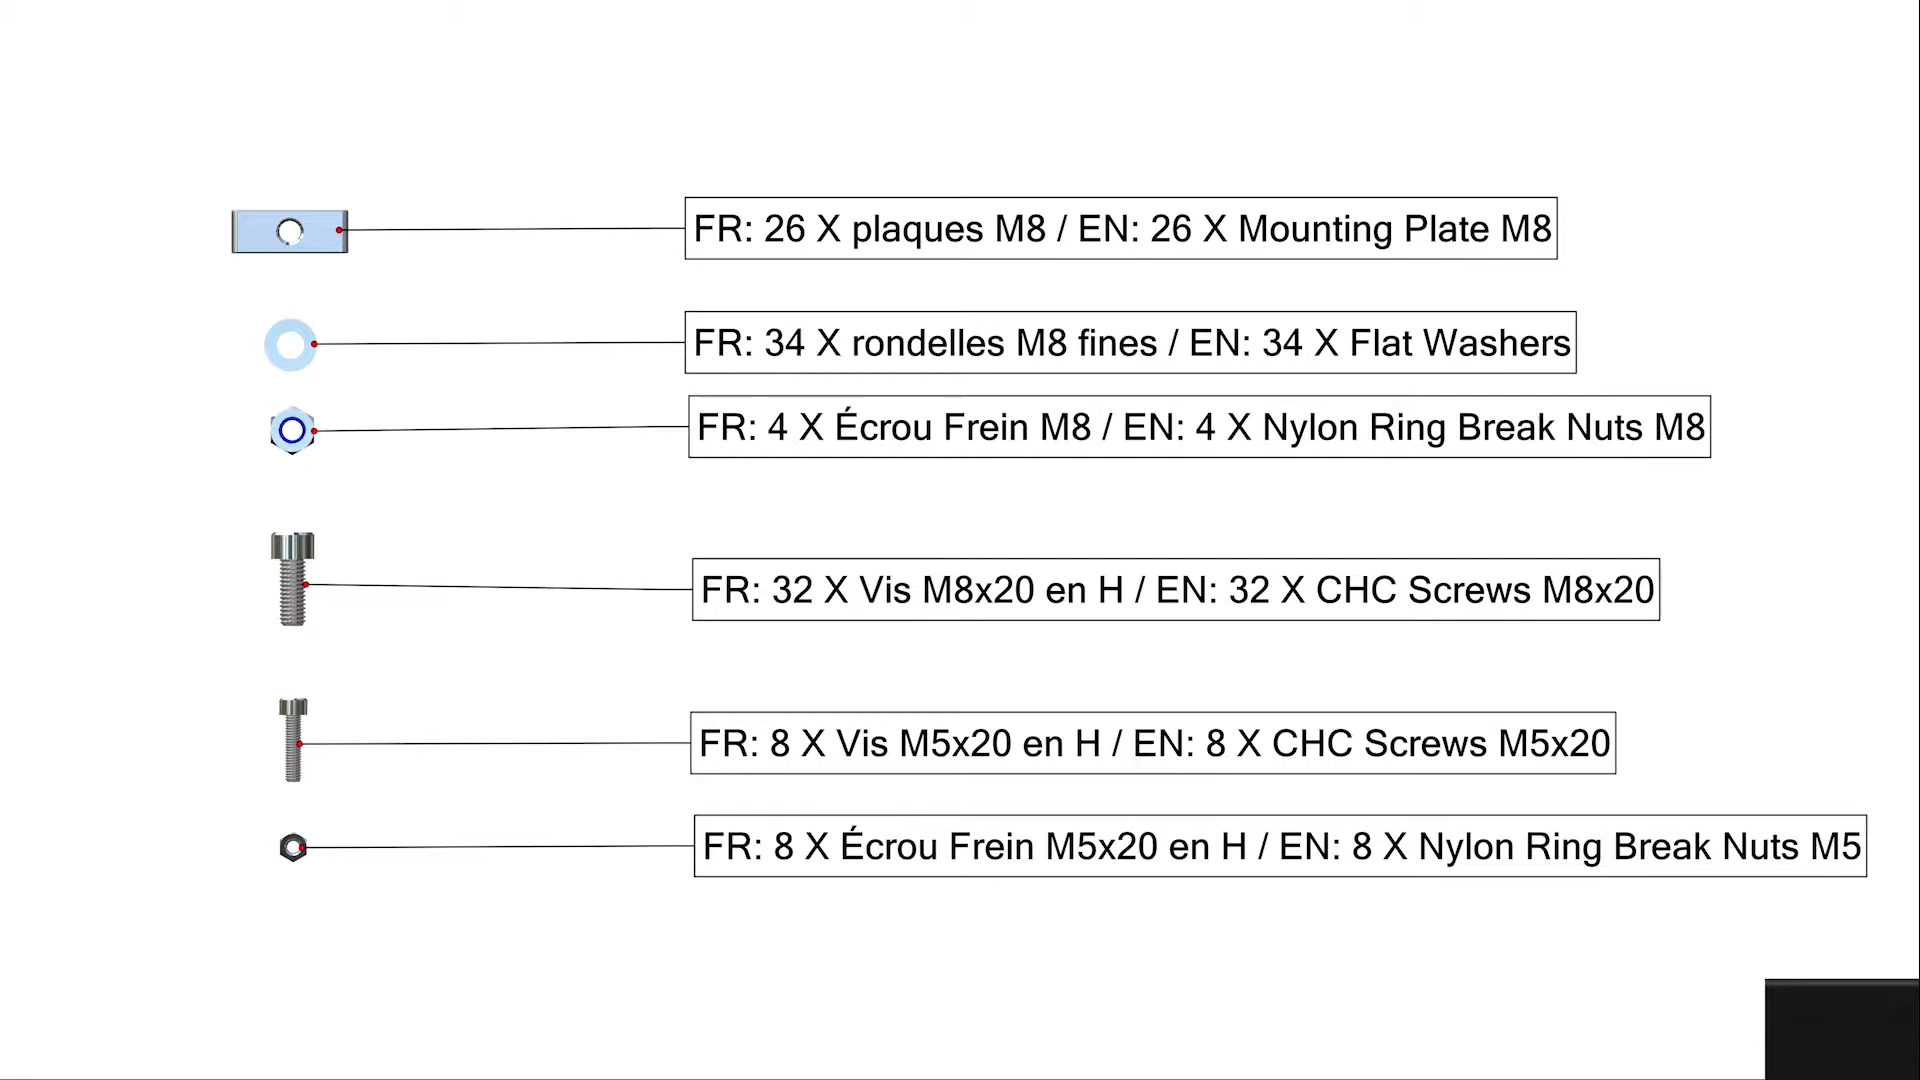 FR: 26 X plaques M8 / EN: 26 X Mounting Plate M8
FR: 34 X rondelles M8 fines / EN: 34 X Flat Washers
FR: 4 X Écrou Frein M8 / EN: 4 X Nylon Ring Break Nuts M8
FR: 32 X Vis M8x20 en H / EN: 32 X CHC Screws M8x20
FR: 8 X Vis M5x20 en H / EN: 8 X CHC Screws M5x20
FR: 8 X Écrou Frein M5x20 en H / EN: 8 X Nylon Ring Break Nuts M5